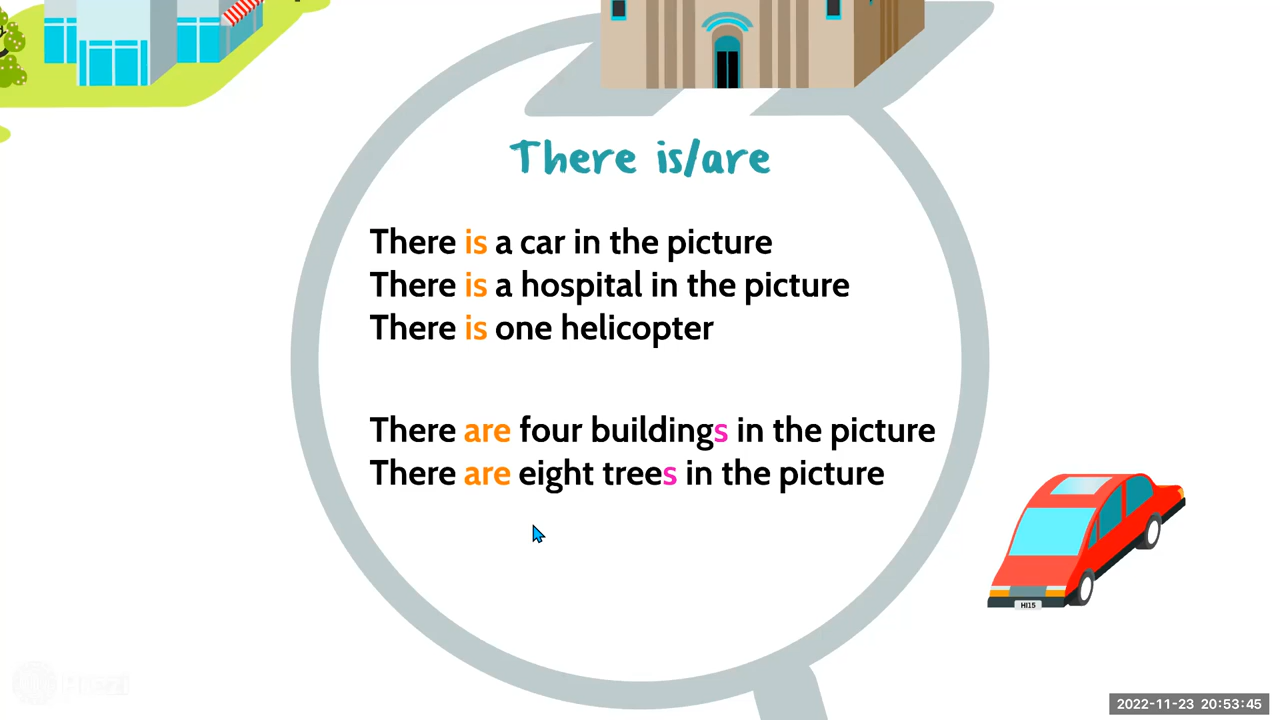 There is/are
There is a car in the picture
There is a hospital in the picture
There is one helicopter
There are four buildings in the picture
There are eight trees in the picture
HI15
2022-11-23 20:53:45